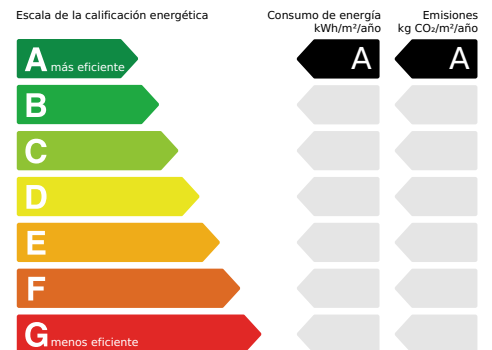 Escala de la calificación energética
Consumo de energía
kWh/m²/año
Emisiones
kg CO₂/m²/año
A más eficiente
A
A
B
C
D
E
F
G menos eficiente